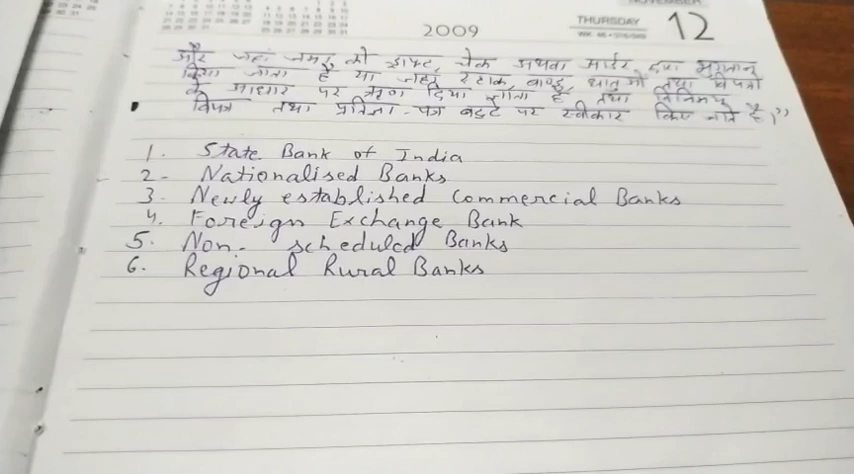 2009
THURSDAY 12
और जहां जमा की ड्राफ्ट, चेक अथवा आर्डर द्वारा भुगतान
किया जाता है या जहां स्टाक, बाण्ड, धातुओं तथा विपत्रों
के आधार पर ऋण दिया जाता है तथा विनिमय
विपत्र तथा प्रतिज्ञा-पत्र बट्टे पर स्वीकार किए जाते है।”
1. State Bank of India
2- Nationalised Banks
3. Newly established Commercial Banks
4. Foreign Exchange Bank
5. Non-scheduled Banks
6. Regional Rural Banks